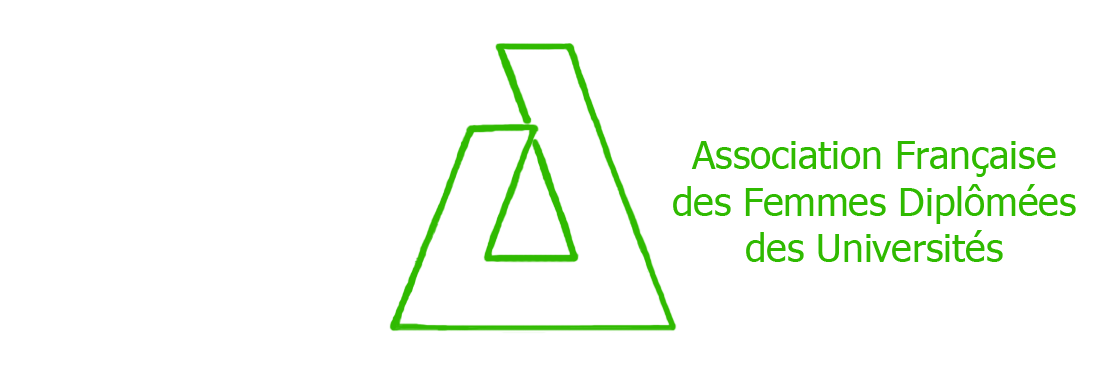 Association Française
des Femmes Diplômées
des Universités